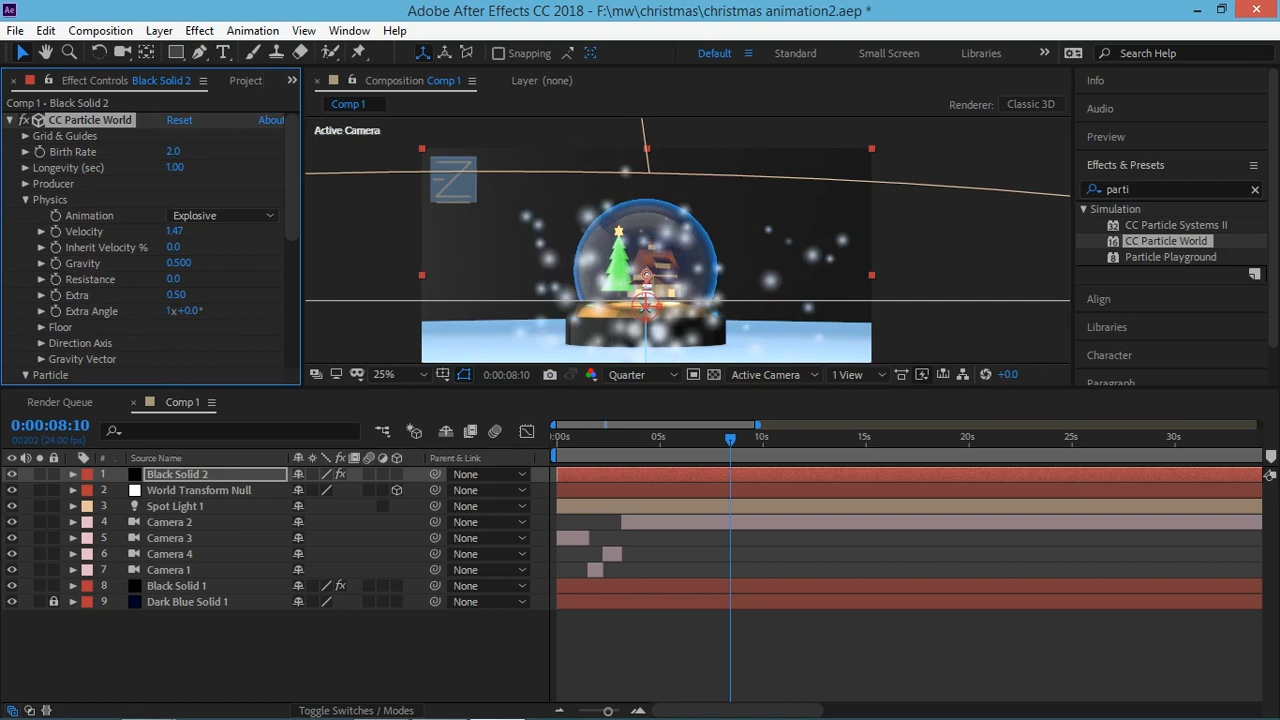 Adobe After Effects CC 2018 - F:\mw\christmas\christmas animation2.aep *
File Edit Composition Layer Effect Animation View Window Help
Snapping Default Standard Small Screen Libraries Search Help
Effect Controls Black Solid 2 Project
Composition Comp 1 Layer (none)
Comp 1 • Black Solid 2
CC Particle World Reset About
Grid & Guides
Birth Rate 2.0
Longevity (sec) 1.00
Producer
Physics
Animation Explosive
Velocity 1.47
Inherit Velocity % 0.0
Gravity 0.500
Resistance 0.0
Extra 0.50
Extra Angle 1x+0.0°
Floor
Direction Axis
Gravity Vector
Particle
Comp 1
Renderer: Classic 3D
Active Camera
25% 0:00:08:10 Quarter Active Camera 1 View +0.0
Info
Audio
Preview
Effects & Presets
parti
Simulation
32 CC Particle Systems II
16 CC Particle World
8 Particle Playground
Align
Libraries
Character
Paragraph
Render Queue Comp 1
0:00:08:10
00202 (24.00 fps)
:00s 05s 10s 15s 20s 25s 30s
# Source Name Parent & Link
1 Black Solid 2 None
2 World Transform Null None
3 Spot Light 1 None
4 Camera 2 None
5 Camera 3 None
6 Camera 4 None
7 Camera 1 None
8 Black Solid 1 None
9 Dark Blue Solid 1 None
Toggle Switches / Modes